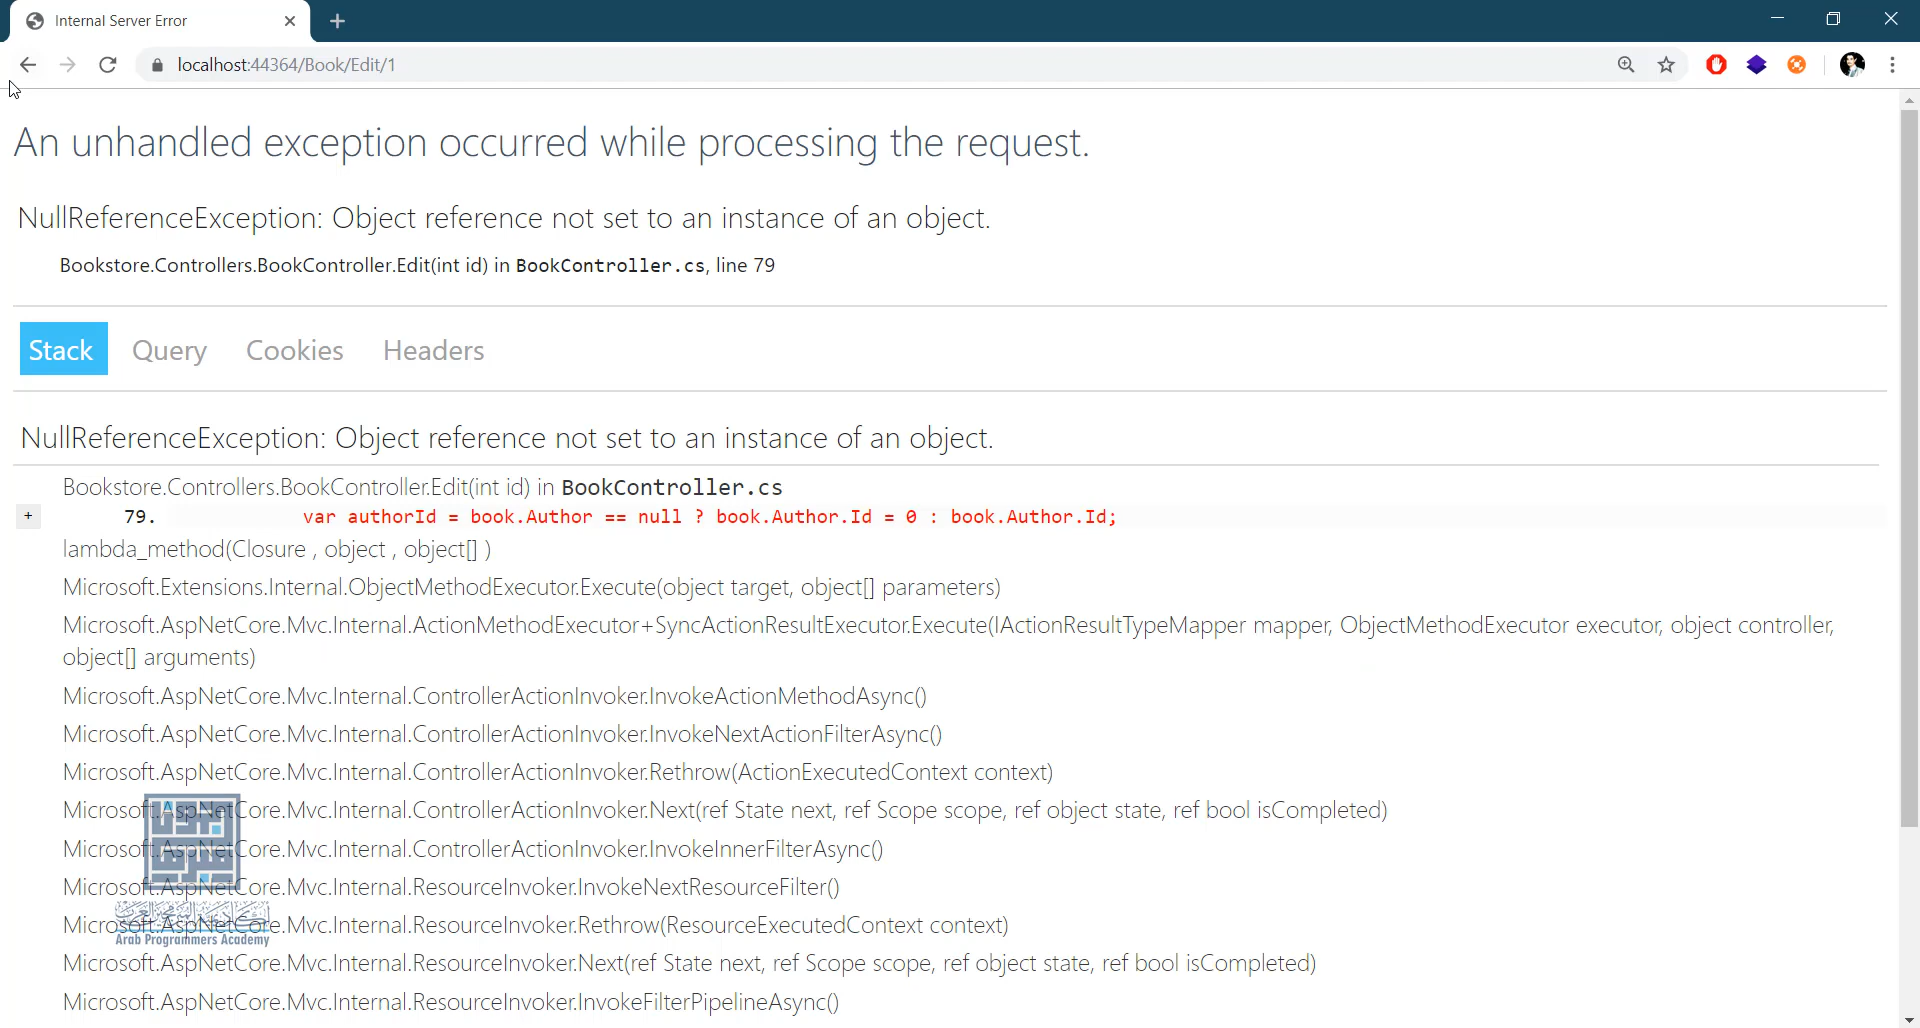 Internal Server Error
localhost:44364/Book/Edit/1
An unhandled exception occurred while processing the request.
NullReferenceException: Object reference not set to an instance of an object.
Bookstore.Controllers.BookController.Edit(int id) in BookController.cs, line 79
Stack Query Cookies Headers
NullReferenceException: Object reference not set to an instance of an object.
Bookstore.Controllers.BookController.Edit(int id) in BookController.cs
+ 79. var authorId = book.Author == null ? book.Author.Id = 0 : book.Author.Id;
lambda_method(Closure , object , object[] )
Microsoft.Extensions.Internal.ObjectMethodExecutor.Execute(object target, object[] parameters)
Microsoft.AspNetCore.Mvc.Internal.ActionMethodExecutor+SyncActionResultExecutor.Execute(IActionResultTypeMapper mapper, ObjectMethodExecutor executor, object controller,
object[] arguments)
Microsoft.AspNetCore.Mvc.Internal.ControllerActionInvoker.InvokeActionMethodAsync()
Microsoft.AspNetCore.Mvc.Internal.ControllerActionInvoker.InvokeNextActionFilterAsync()
Microsoft.AspNetCore.Mvc.Internal.ControllerActionInvoker.Rethrow(ActionExecutedContext context)
Microsoft.AspNetCore.Mvc.Internal.ControllerActionInvoker.Next(ref State next, ref Scope scope, ref object state, ref bool isCompleted)
Microsoft.AspNetCore.Mvc.Internal.ControllerActionInvoker.InvokeInnerFilterAsync()
Microsoft.AspNetCore.Mvc.Internal.ResourceInvoker.InvokeNextResourceFilter()
Microsoft.AspNetCore.Mvc.Internal.ResourceInvoker.Rethrow(ResourceExecutedContext context)
Arab Programmers Academy
Microsoft.AspNetCore.Mvc.Internal.ResourceInvoker.Next(ref State next, ref Scope scope, ref object state, ref bool isCompleted)
Microsoft.AspNetCore.Mvc.Internal.ResourceInvoker.InvokeFilterPipelineAsync()